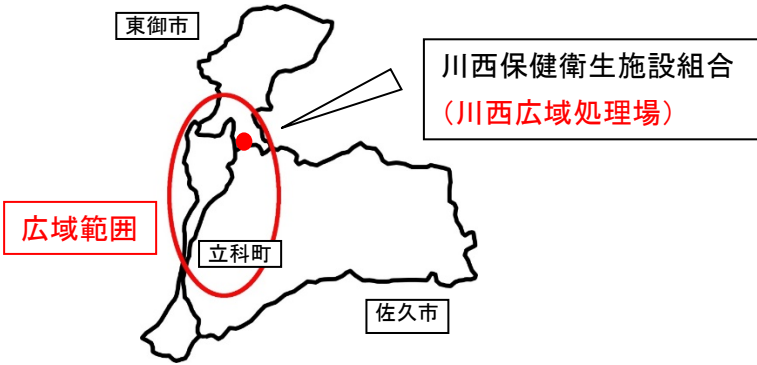 東御市
川西保健衛生施設組合
（川西広域処理場）
広域範囲
立科町
佐久市